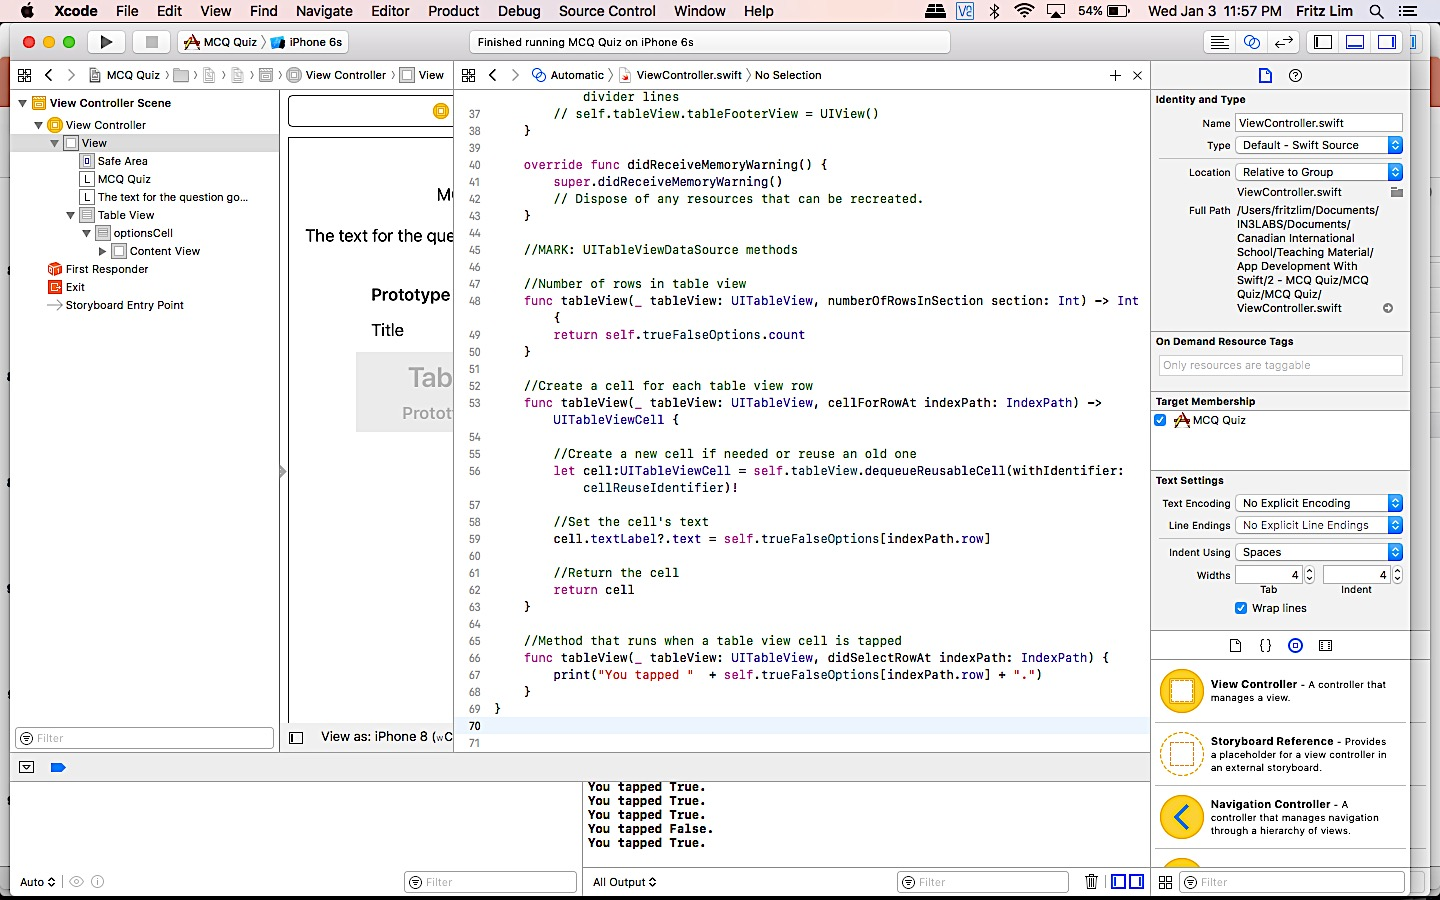 Xcode File Edit View Find Navigate Editor Product Debug Source Control Window Help 54% Wed Jan 3 11:57 PM Fritz Lim
MCQ Quiz iPhone 6s Finished running MCQ Quiz on iPhone 6s
MCQ Quiz View Controller View
Automatic ViewController.swift No Selection
View Controller Scene
View Controller
View
Safe Area
L MCQ Quiz
L The text for the question go...
Table View
optionsCell
Content View
First Responder
Exit
Storyboard Entry Point
Filter
The text for the que
Prototype
Title
Tab
Protot
View as: iPhone 8 (wC
divider lines
37 // self.tableView.tableFooterView = UIView()
38 }
39
40 override func didReceiveMemoryWarning() {
41 super.didReceiveMemoryWarning()
42 // Dispose of any resources that can be recreated.
43 }
44
45 //MARK: UITableViewDataSource methods
46
47 //Number of rows in table view
48 func tableView(_ tableView: UITableView, numberOfRowsInSection section: Int) -> Int
{
49 return self.trueFalseOptions.count
50 }
51
52 //Create a cell for each table view row
53 func tableView(_ tableView: UITableView, cellForRowAt indexPath: IndexPath) ->
UITableViewCell {
54
55 //Create a new cell if needed or reuse an old one
56 let cell:UITableViewCell = self.tableView.dequeueReusableCell(withIdentifier:
cellReuseIdentifier)!
57
58 //Set the cell's text
59 cell.textLabel?.text = self.trueFalseOptions[indexPath.row]
60
61 //Return the cell
62 return cell
63 }
64
65 //Method that runs when a table view cell is tapped
66 func tableView(_ tableView: UITableView, didSelectRowAt indexPath: IndexPath) {
67 print("You tapped " + self.trueFalseOptions[indexPath.row] + ".")
68 }
69 }
70
71
Identity and Type
Name ViewController.swift
Type Default - Swift Source
Location Relative to Group
ViewController.swift
Full Path /Users/fritzlim/Documents/
IN3LABS/Documents/
Canadian International
School/Teaching Material/
App Development With
Swift/2 - MCQ Quiz/MCQ
Quiz/MCQ Quiz/
ViewController.swift
On Demand Resource Tags
Only resources are taggable
Target Membership
MCQ Quiz
Text Settings
Text Encoding No Explicit Encoding
Line Endings No Explicit Line Endings
Indent Using Spaces
Widths 4 4
Tab Indent
Wrap lines
View Controller - A controller that
manages a view.
Storyboard Reference - Provides
a placeholder for a view controller in
an external storyboard.
Navigation Controller - A
controller that manages navigation
through a hierarchy of views.
Filter
You tapped True.
You tapped True.
You tapped True.
You tapped False.
You tapped True.
Auto Filter All Output Filter